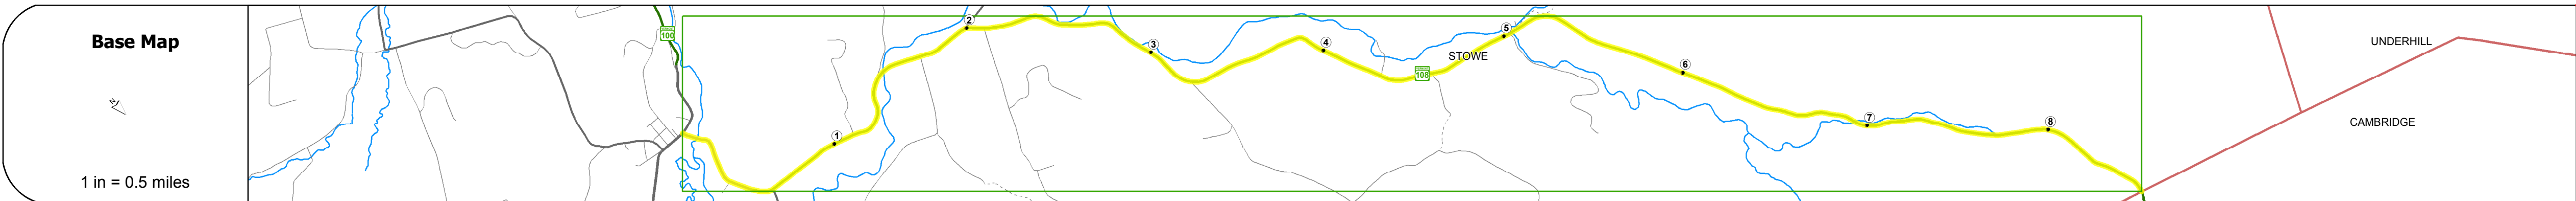 Base Map
N
1 in = 0.5 miles
100
1
2
3
4
108
STOWE
5
6
7
8
UNDERHILL
CAMBRIDGE